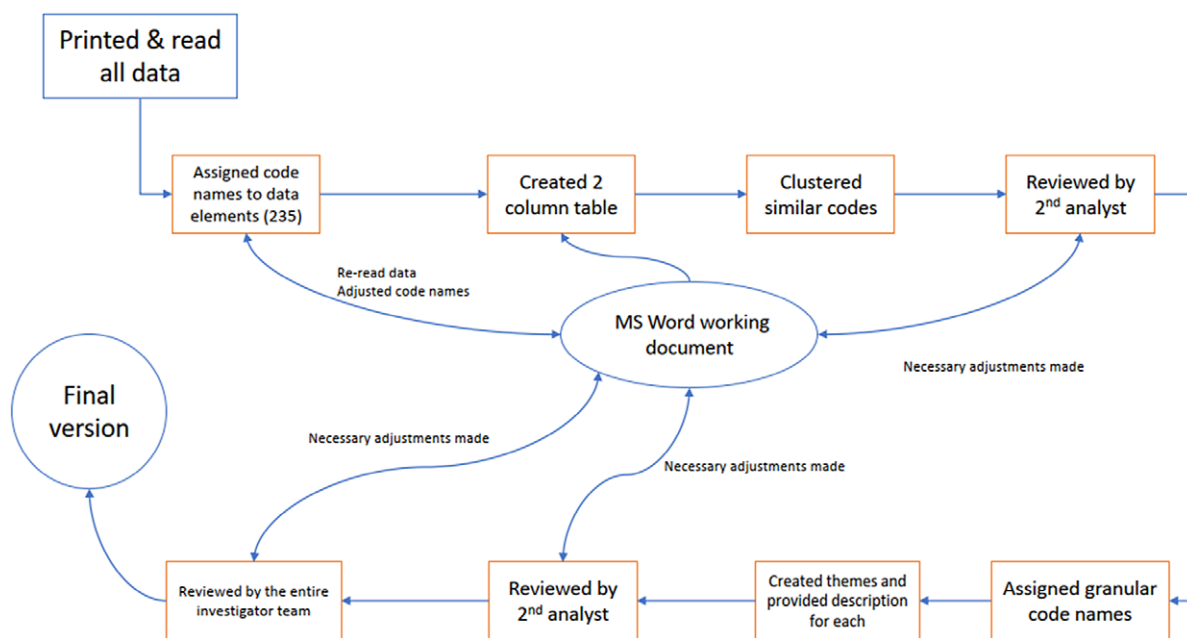 Printed & read
all data
Assigned code
names to data
elements (235)
Created 2
column table
Clustered
similar codes
Reviewed by
2nd analyst
Re-read data
Adjusted code names
MS Word working
document
Necessary adjustments made
Final
version
Necessary adjustments made
Necessary adjustments made
Reviewed by the entire
investigator team
Reviewed by
2nd analyst
Created themes and
provided description
for each
Assigned granular
code names